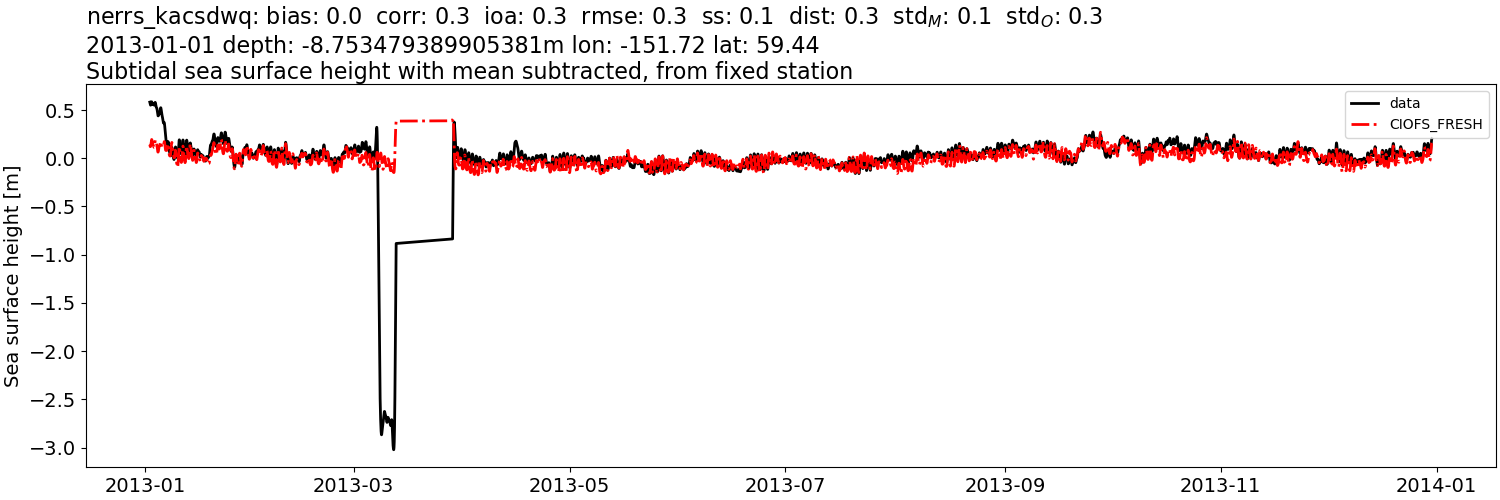 nerrs_kacsdwq: bias: 0.0 corr: 0.3 ioa: 0.3 rmse: 0.3 ss: 0.1 dist: 0.3 std_M: 0.1 std_O: 0.3
2013-01-01 depth: -8.753479389905381m lon: -151.72 lat: 59.44
Subtidal sea surface height with mean subtracted, from fixed station
data
CIOFS_FRESH
Sea surface height [m]
0.5
0.0
−0.5
−1.0
−1.5
−2.0
−2.5
−3.0
2013-01 2013-03 2013-05 2013-07 2013-09 2013-11 2014-01